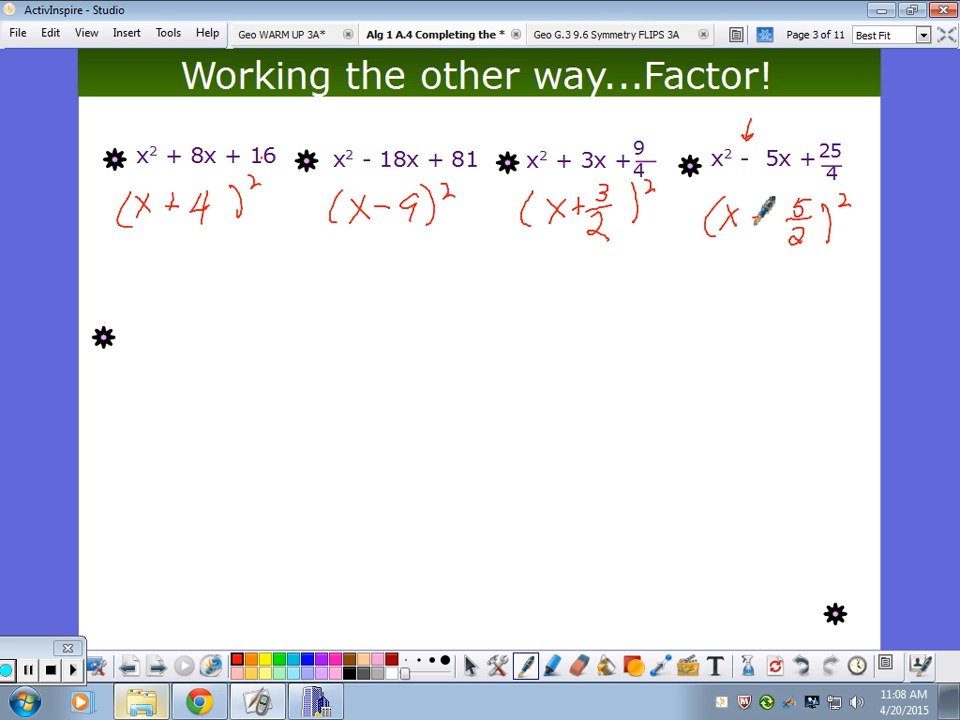 ActivInspire - Studio
File Edit View Insert Tools Help Geo WARM UP 3A* Alg 1 A.4 Completing the * Geo G.3 9.6 Symmetry FLIPS 3A Page 3 of 11 Best Fit
Working the other way...Factor!
x² + 8x + 16 x² - 18x + 81 x² + 3x + 9/4 x² - 5x + 25/4
(x + 4)² (x - 9)² (x + 3/2)² (x - 5/2)²
T
11:08 AM
4/20/2015